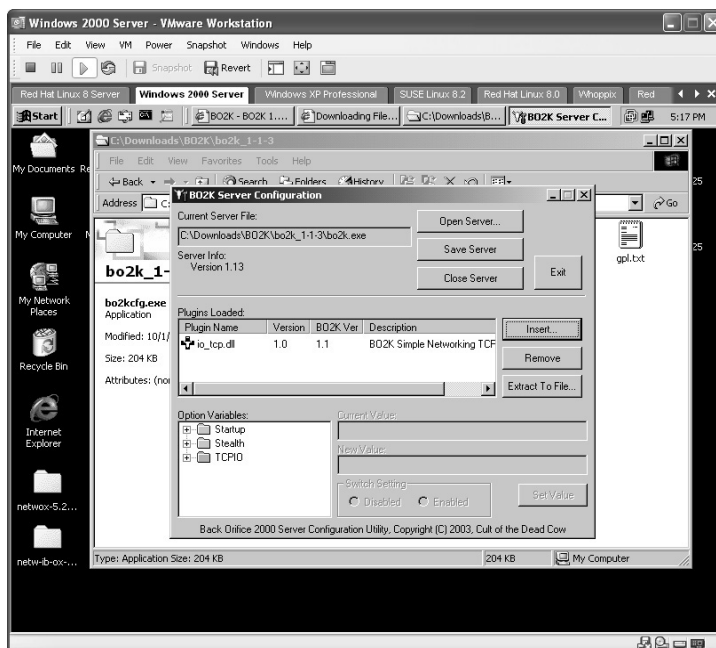 Windows 2000 Server - VMware Workstation
File Edit View VM Power Snapshot Windows Help
Snapshot Revert
Red Hat Linux 8 Server Windows 2000 Server Windows XP Professional SUSE Linux 8.2 Red Hat Linux 8.0 Whoppix Red
Start BO2K - BO2K 1.... Downloading File... C:\Downloads\B... BO2K Server C... 5:17 PM
C:\Downloads\BO2K\bo2k_1-1-3
My Documents Re
File Edit View Favorites Tools Help
Back Search Folders History
Address C: Go
BO2K Server Configuration
Current Server File:
C:\Downloads\BO2K\bo2k_1-1-3\bo2k.exe
Open Server...
Save Server
Close Server
Exit
Server Info:
Version 1.13
My Computer
bo2k_1-
gpl.txt
25
25
My Network Places
bo2kcfg.exe
Application
Modified: 10/1/
Size: 204 KB
Attributes: (nor
Plugins Loaded:
Plugin Name Version BO2K Ver Description
io_tcp.dll 1.0 1.1 BO2K Simple Networking TCP
Insert...
Remove
Extract To File...
Recycle Bin
Internet Explorer
Option Variables:
Startup
Stealth
TCPIO
Current Value:
New Value:
Switch Setting
Disabled Enabled
Set Value
netwox-5.2...
Back Orifice 2000 Server Configuration Utility, Copyright (C) 2003, Cult of the Dead Cow
netw-ib-ox-...
Type: Application Size: 204 KB 204 KB My Computer